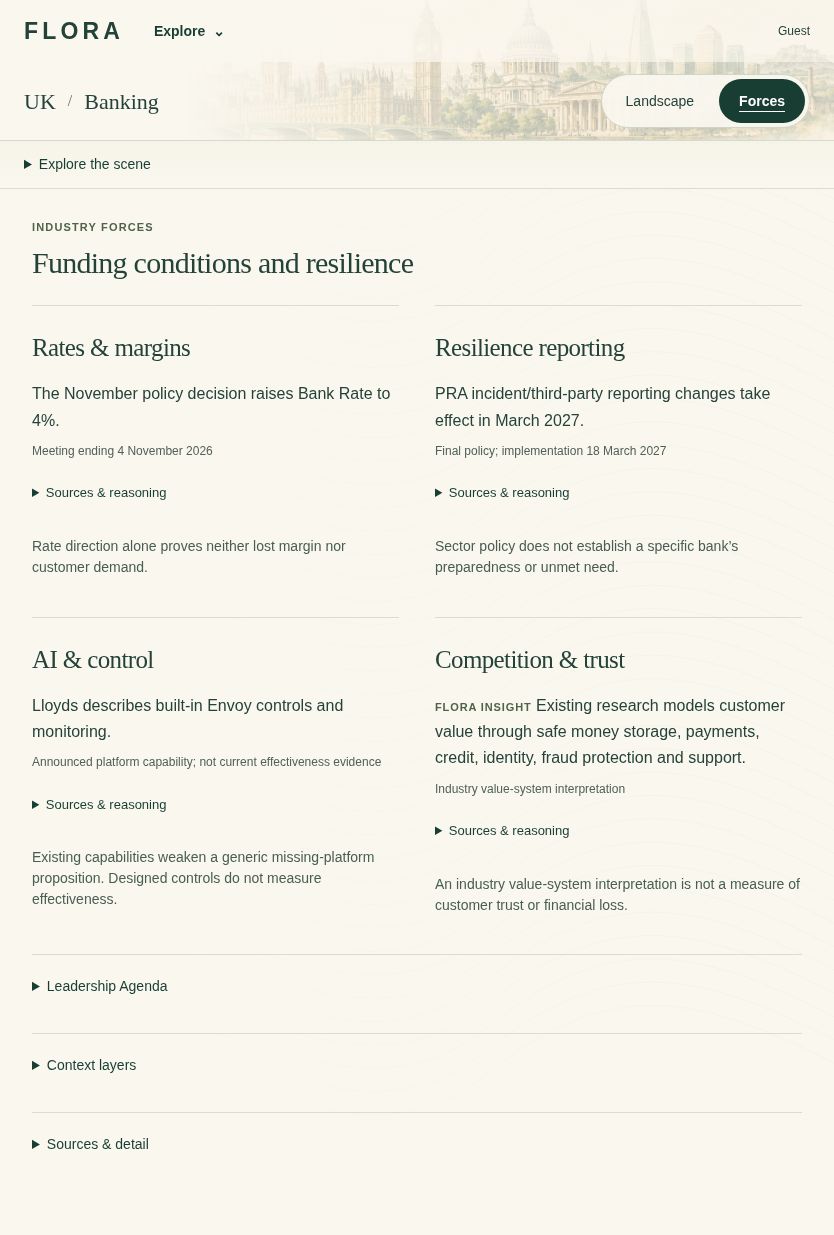 FLORA
Explore
Guest
UK / Banking
Landscape
Forces
Explore the scene
INDUSTRY FORCES
Funding conditions and resilience
Rates & margins
The November policy decision raises Bank Rate to
4%.
Meeting ending 4 November 2026
Sources & reasoning
Rate direction alone proves neither lost margin nor
customer demand.
Resilience reporting
PRA incident/third-party reporting changes take
effect in March 2027.
Final policy; implementation 18 March 2027
Sources & reasoning
Sector policy does not establish a specific bank’s
preparedness or unmet need.
AI & control
Lloyds describes built-in Envoy controls and
monitoring.
Announced platform capability; not current effectiveness evidence
Sources & reasoning
Existing capabilities weaken a generic missing-platform
proposition. Designed controls do not measure
effectiveness.
Competition & trust
FLORA INSIGHT Existing research models customer
value through safe money storage, payments,
credit, identity, fraud protection and support.
Industry value-system interpretation
Sources & reasoning
An industry value-system interpretation is not a measure of
customer trust or financial loss.
Leadership Agenda
Context layers
Sources & detail